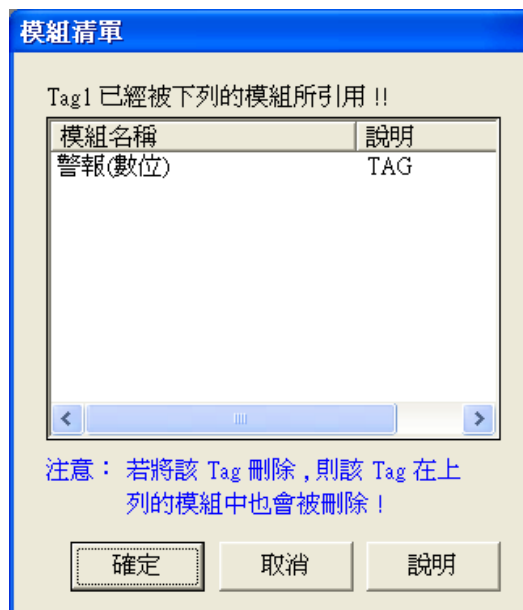 模組清單
Tag1 已經被下列的模組所引用 !!
模組名稱 說明
警報(數位) TAG
注意： 若將該 Tag 刪除 , 則該 Tag 在上
列的模組中也會被刪除 !
確定 取消 說明